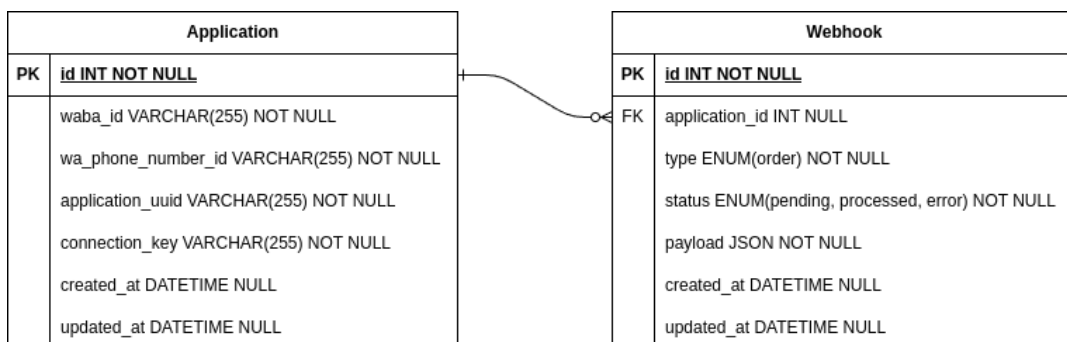 Application
PK id INT NOT NULL
waba_id VARCHAR(255) NOT NULL
wa_phone_number_id VARCHAR(255) NOT NULL
application_uuid VARCHAR(255) NOT NULL
connection_key VARCHAR(255) NOT NULL
created_at DATETIME NULL
updated_at DATETIME NULL
Webhook
PK id INT NOT NULL
FK application_id INT NULL
type ENUM(order) NOT NULL
status ENUM(pending, processed, error) NOT NULL
payload JSON NOT NULL
created_at DATETIME NULL
updated_at DATETIME NULL